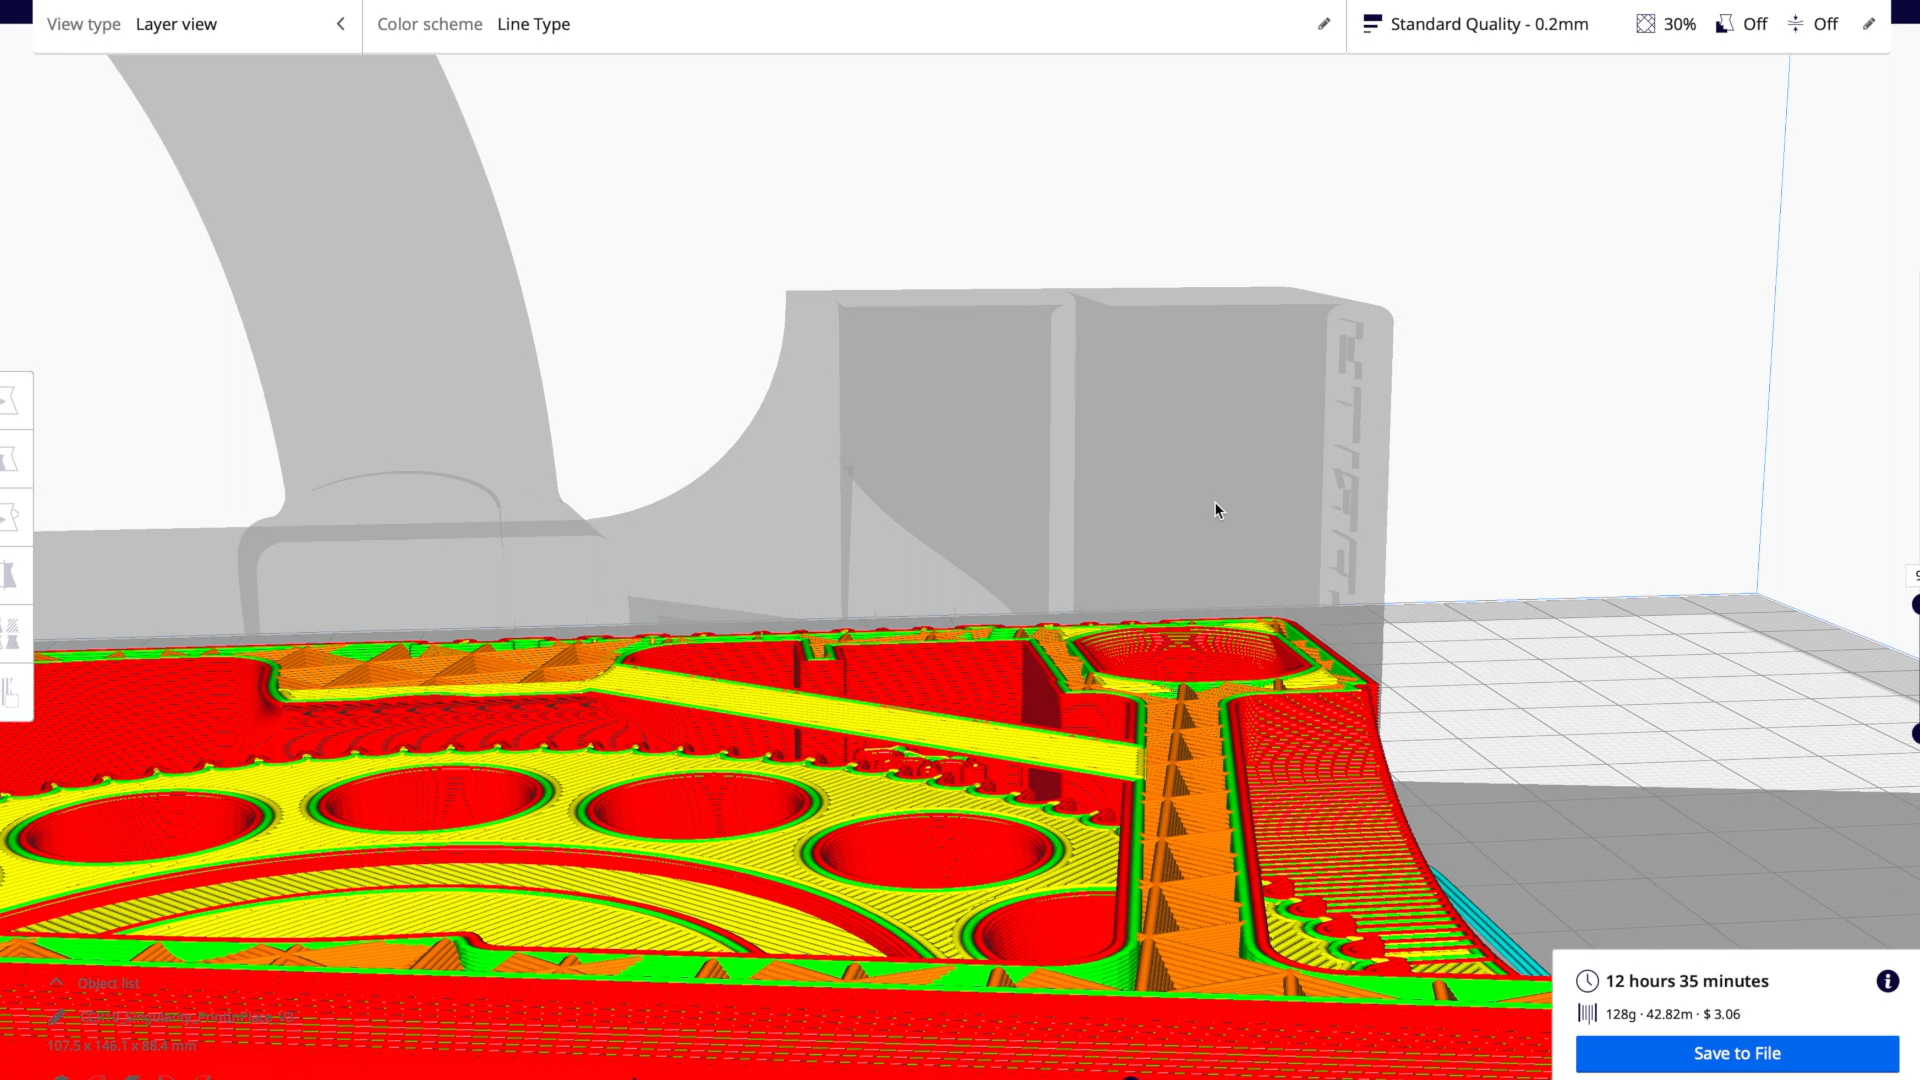 View type Layer view
Color scheme Line Type
Standard Quality - 0.2mm 30% Off Off
Object list
107.5 x 146.1 x 88.4 mm
12 hours 35 minutes
128g · 42.82m · $ 3.06
Save to File